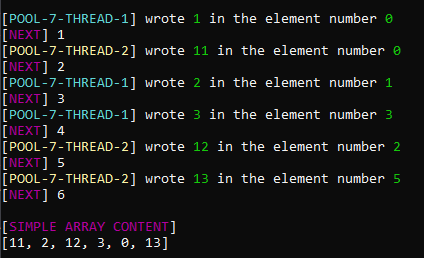 [POOL-7-THREAD-1] wrote 1 in the element number 0
[NEXT] 1
[POOL-7-THREAD-2] wrote 11 in the element number 0
[NEXT] 2
[POOL-7-THREAD-1] wrote 2 in the element number 1
[NEXT] 3
[POOL-7-THREAD-1] wrote 3 in the element number 3
[NEXT] 4
[POOL-7-THREAD-2] wrote 12 in the element number 2
[NEXT] 5
[POOL-7-THREAD-2] wrote 13 in the element number 5
[NEXT] 6
[SIMPLE ARRAY CONTENT]
[11, 2, 12, 3, 0, 13]